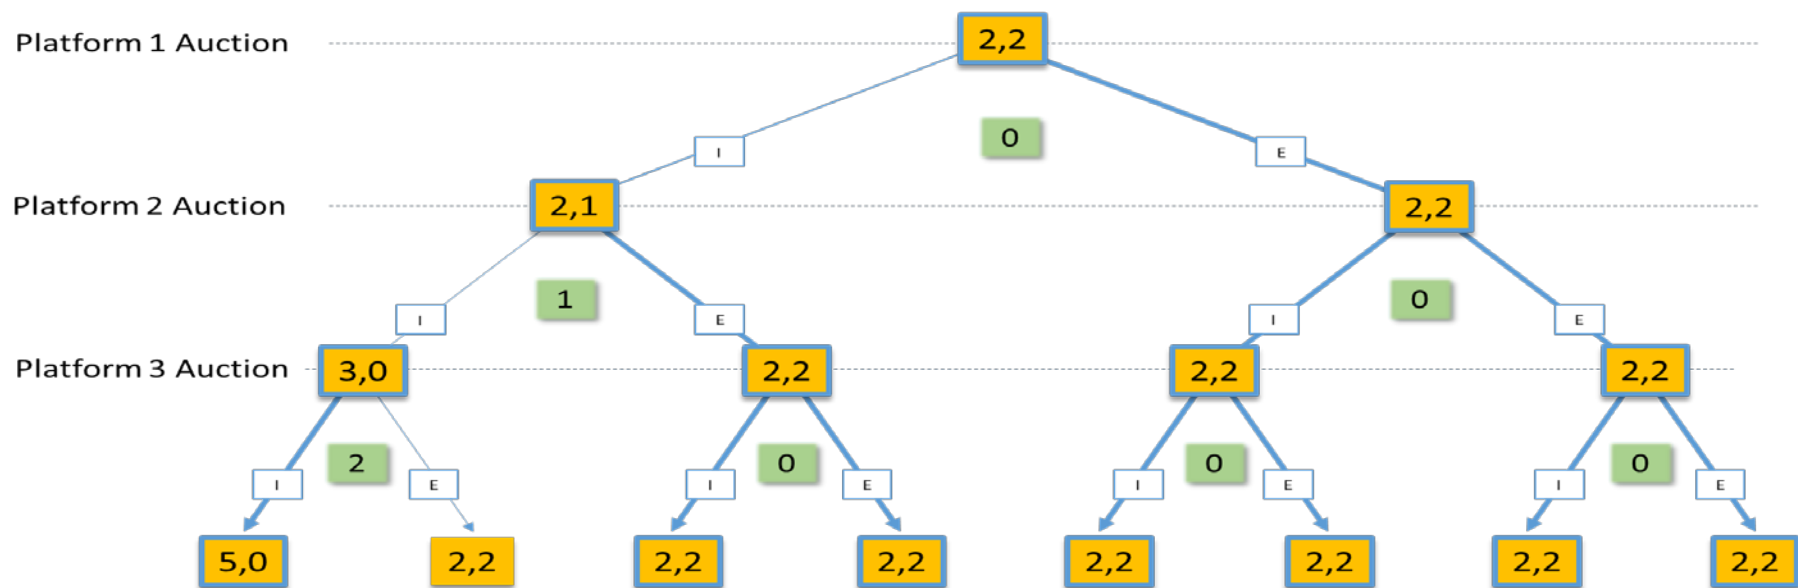 Platform 1 Auction 2,2
I 0 E
Platform 2 Auction 2,1 2,2
I 1 E I 0 E
Platform 3 Auction 3,0 2,2 2,2 2,2
I 2 E I 0 E I 0 E I 0 E
5,0 2,2 2,2 2,2 2,2 2,2 2,2 2,2